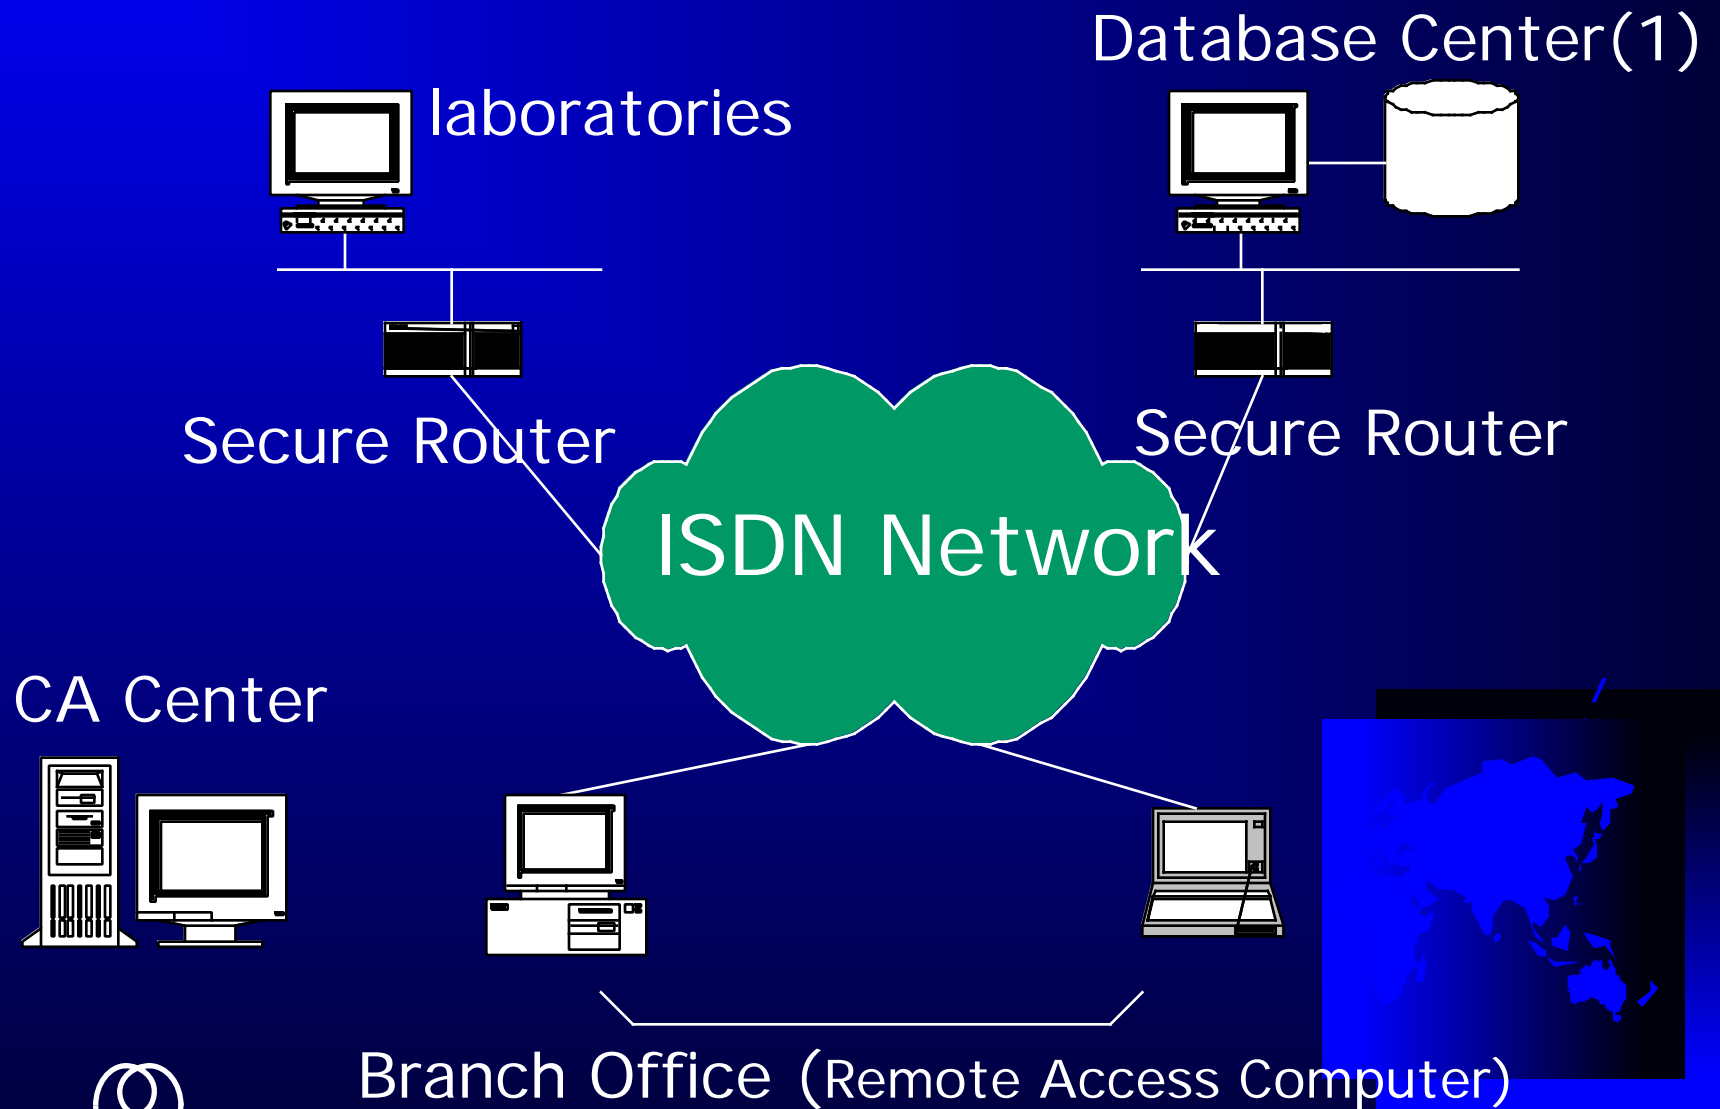 Database Center(1)
laboratories
Secure Router
Secure Router
ISDN Network
CA Center
Branch Office (Remote Access Computer)